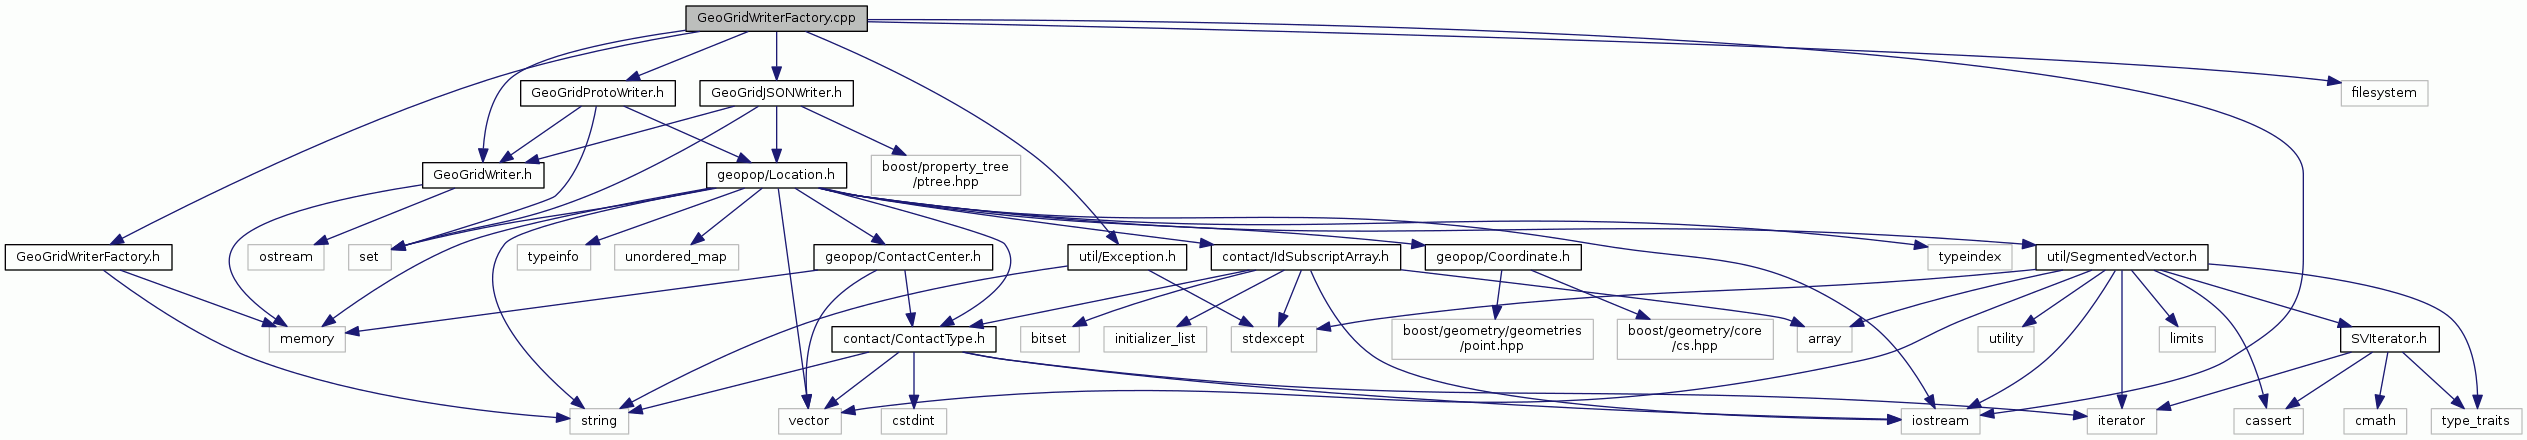 GeoGridWriterFactory.cpp
GeoGridProtoWriter.h
GeoGridJSONWriter.h
filesystem
GeoGridWriter.h
geopop/Location.h
boost/property_tree
/ptree.hpp
GeoGridWriterFactory.h
ostream
set
typeinfo
unordered_map
geopop/ContactCenter.h
util/Exception.h
contact/IdSubscriptArray.h
geopop/Coordinate.h
typeindex
util/SegmentedVector.h
memory
contact/ContactType.h
bitset
initializer_list
stdexcept
boost/geometry/geometries
/point.hpp
boost/geometry/core
/cs.hpp
array
utility
limits
SVIterator.h
string
vector
cstdint
iostream
iterator
cassert
cmath
type_traits